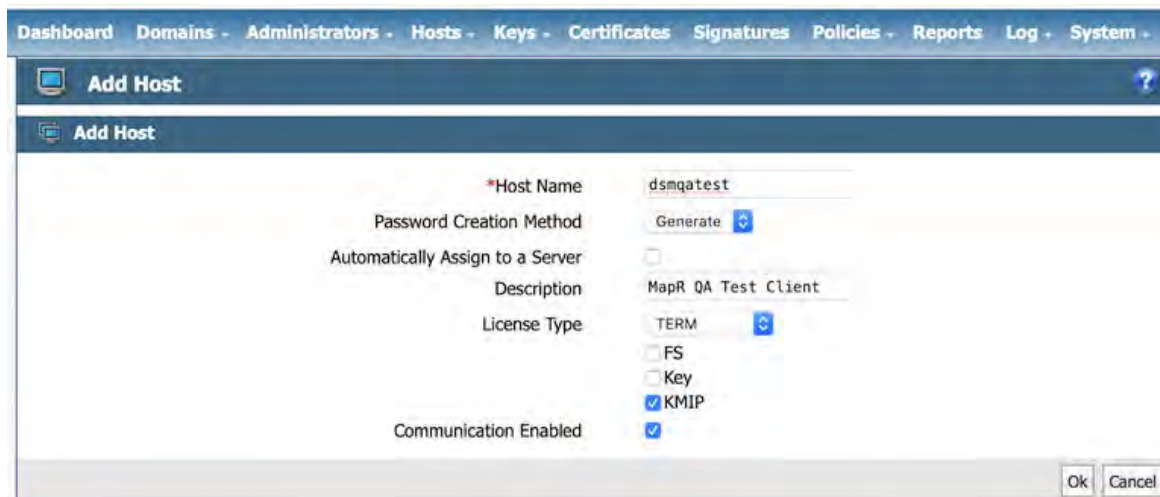 Dashboard Domains Administrators Hosts Keys Certificates Signatures Policies Reports Log System
Add Host ?
Add Host
*Host Name dsmqatest
Password Creation Method Generate
Automatically Assign to a Server
Description MapR QA Test Client
License Type TERM
FS
Key
KMIP
Communication Enabled
Ok Cancel